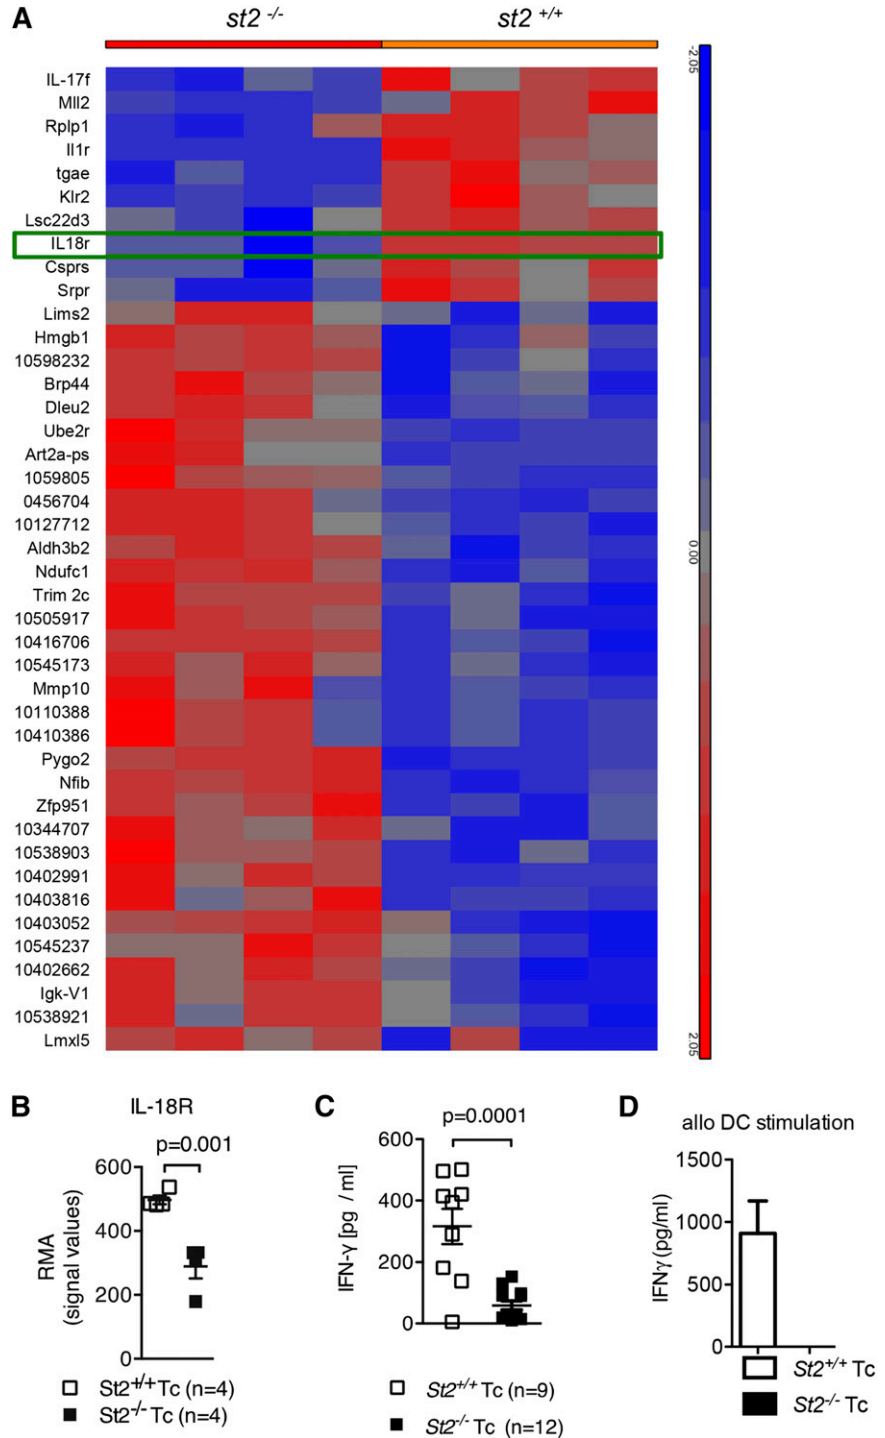 A
st2 -/-
st2 +/+
-2.05
IL-17f
Mll2
Rplp1
Il1r
tgae
Klr2
Lsc22d3
IL18r
Csprs
Srpr
Lims2
Hmgb1
10598232
Brp44
Dleu2
Ube2r
Art2a-ps
1059805
0456704
10127712
0.00
Aldh3b2
Ndufc1
Trim 2c
10505917
10416706
10545173
Mmp10
10110388
10410386
Pygo2
Nfib
Zfp951
10344707
10538903
10402991
10403816
10403052
10545237
10402662
Igk-V1
10538921
Lmxl5
2.05
B
IL-18R
p=0.001
RMA
(signal values)
600
400
200
0
St2+/+ Tc (n=4)
St2-/- Tc (n=4)
C
p=0.0001
IFN-γ [pg / ml]
600
400
200
0
St2+/+ Tc (n=9)
St2-/- Tc (n=12)
D
allo DC stimulation
IFNγ (pg/ml)
1500
1000
500
0
St2+/+ Tc
St2-/- Tc